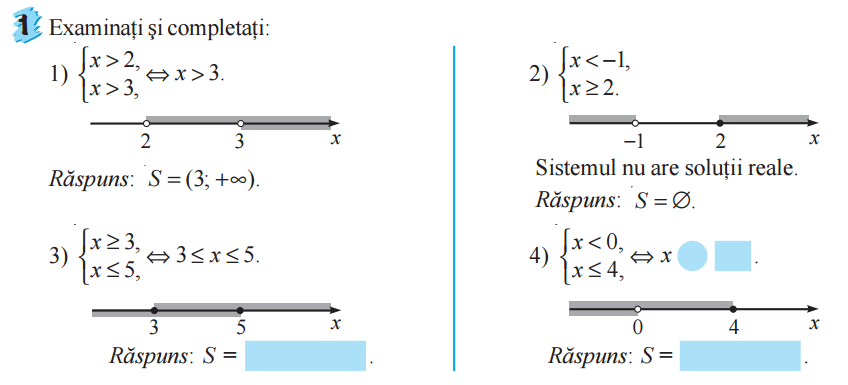 1 Examinați și completați:
1) {x > 2, x > 3, ⇔ x > 3.
2 3 x
Răspuns: S = (3; +∞).
2) {x < −1, x ≥ 2.
−1 2 x
Sistemul nu are soluții reale.
Răspuns: S = ∅.
3) {x ≥ 3, x ≤ 5, ⇔ 3 ≤ x ≤ 5.
3 5 x
Răspuns: S = .
4) {x < 0, x ≤ 4, ⇔ x .
0 4 x
Răspuns: S = .